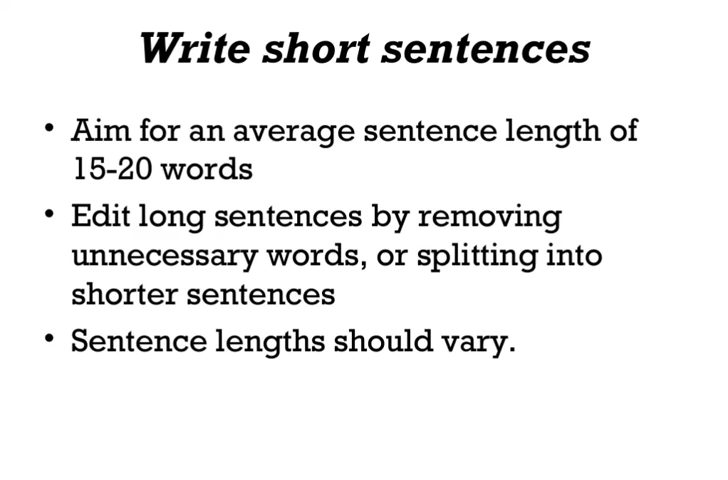 Write short sentences
• Aim for an average sentence length of
15-20 words
• Edit long sentences by removing
unnecessary words, or splitting into
shorter sentences
• Sentence lengths should vary.